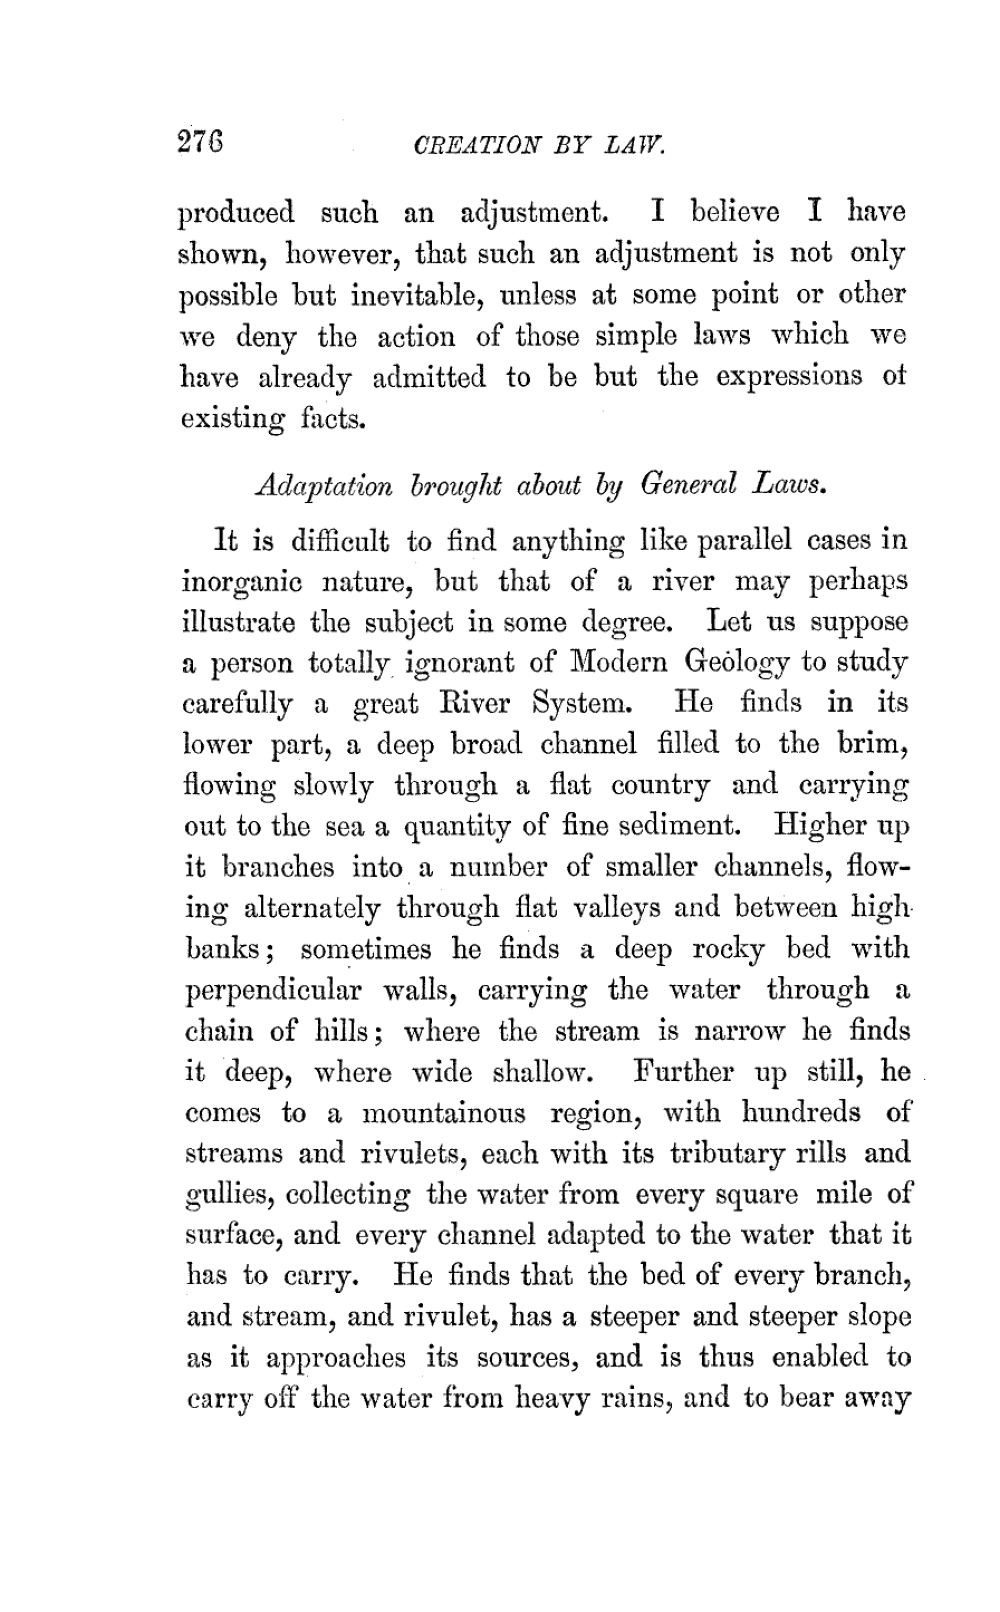 276 CREATION BY LAW.
produced such an adjustment. I believe I have
shown, however, that such an adjustment is not only
possible but inevitable, unless at some point or other
we deny the action of those simple laws which we
have already admitted to be but the expressions of
existing facts.
Adaptation brought about by General Laws.
It is difficult to find anything like parallel cases in
inorganic nature, but that of a river may perhaps
illustrate the subject in some degree. Let us suppose
a person totally ignorant of Modern Geology to study
carefully a great River System. He finds in its
lower part, a deep broad channel filled to the brim,
flowing slowly through a flat country and carrying
out to the sea a quantity of fine sediment. Higher up
it branches into a number of smaller channels, flow-
ing alternately through flat valleys and between high
banks; sometimes he finds a deep rocky bed with
perpendicular walls, carrying the water through a
chain of hills; where the stream is narrow he finds
it deep, where wide shallow. Further up still, he
comes to a mountainous region, with hundreds of
streams and rivulets, each with its tributary rills and
gullies, collecting the water from every square mile of
surface, and every channel adapted to the water that it
has to carry. He finds that the bed of every branch,
and stream, and rivulet, has a steeper and steeper slope
as it approaches its sources, and is thus enabled to
carry off the water from heavy rains, and to bear away